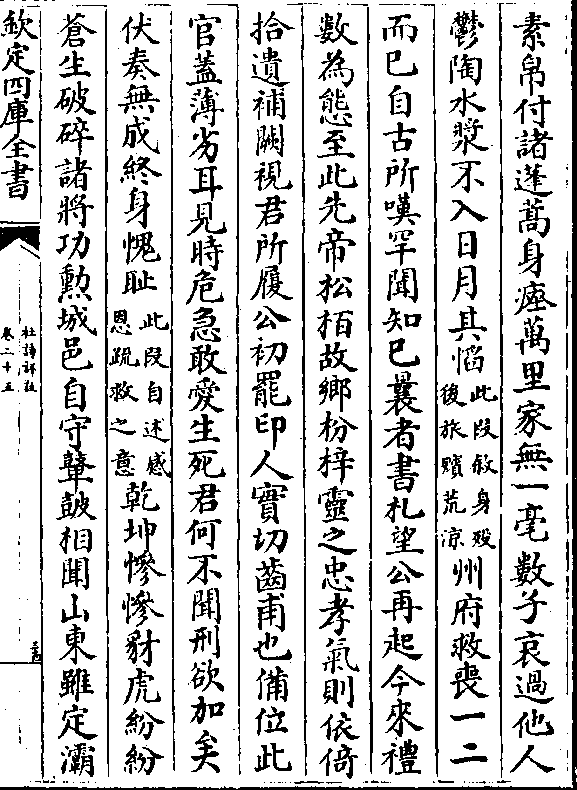 素帛付諸蓬蒿身瘞萬里家無一毫數子哀過他人
鬱陶水漿不入日月其慆此段叙身殁後旅殯荒涼州府救喪一二
而已自古所嘆罕聞知己曩者書札望公再起今來禮
數為態至此先帝松栢故鄉枌梓靈之忠孝氣則依倚
拾遺補闕視君所履公初罷印人實切齒甫也備位此
官蓋薄劣耳見時危急敢愛生死君何不聞刑欲加矣
伏奏無成終身愧耻此段自述感恩疏救之意乾坤慘慘豺虎紛紛
蒼生破碎諸將功勲城邑自守鼙鼓相聞山東雖定灞
欽定四庫全書
杜詩詳註
卷二十五